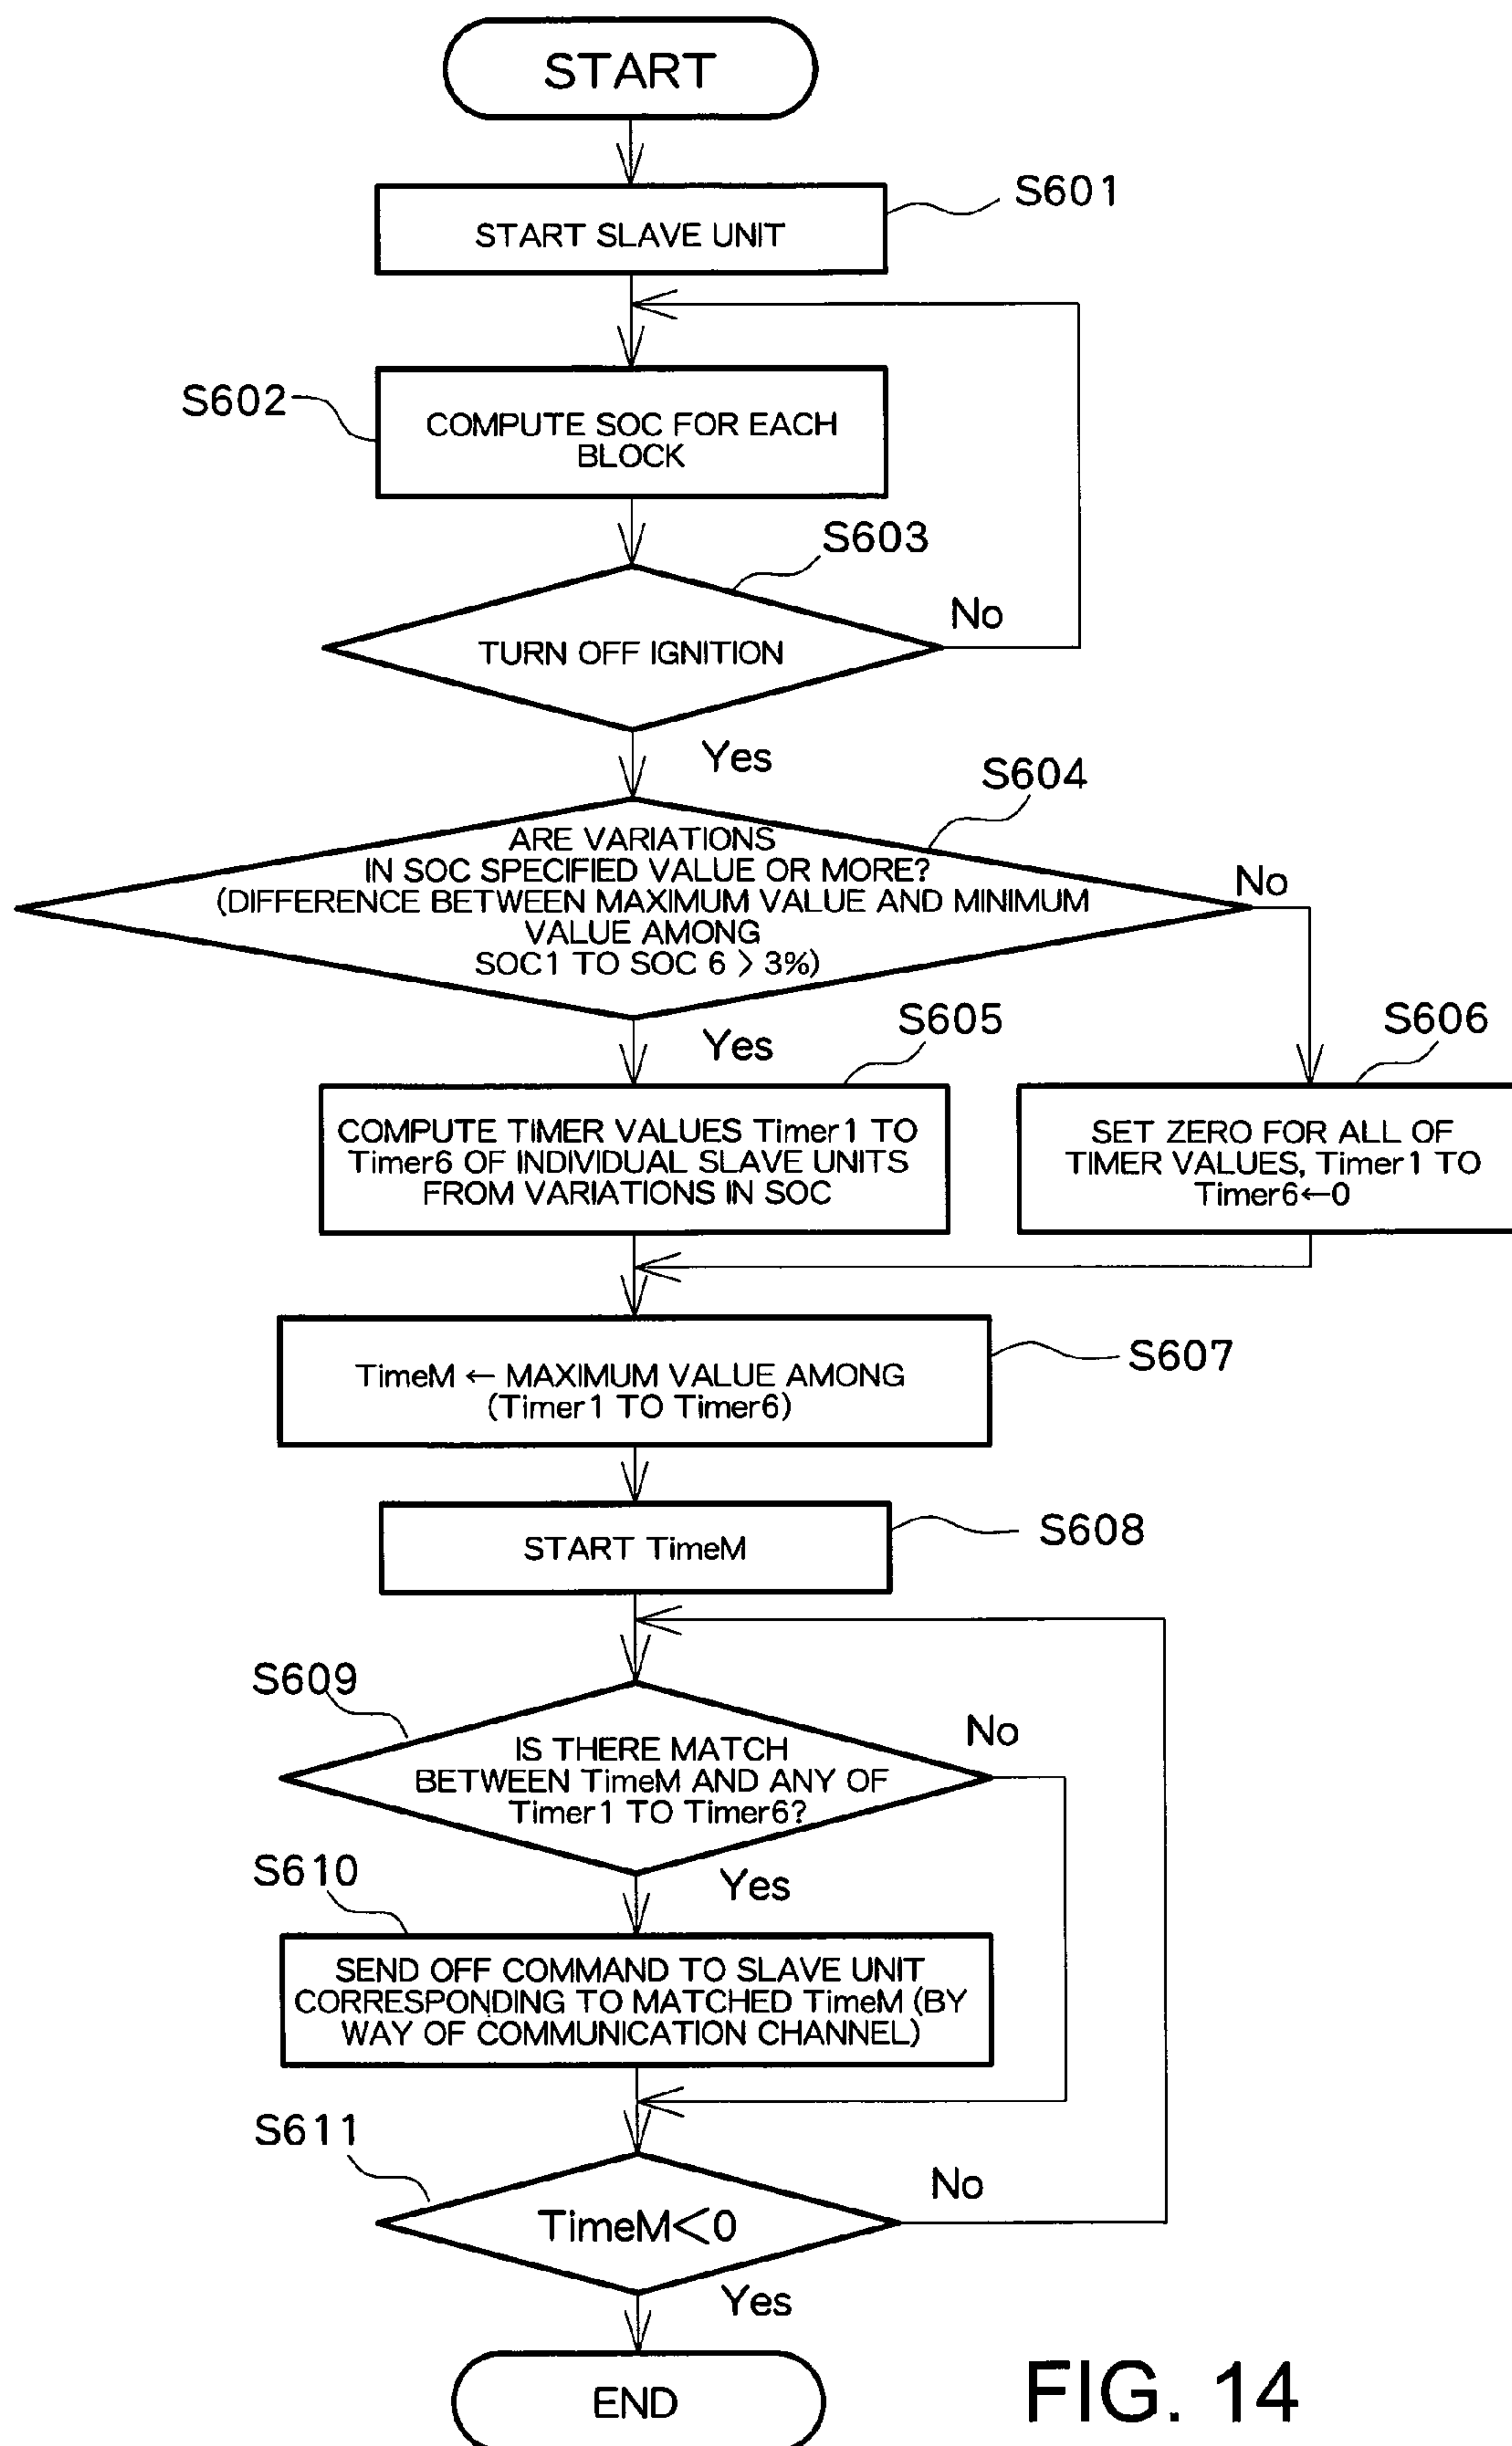 START
S601
START SLAVE UNIT
S602
COMPUTE SOC FOR EACH
BLOCK
S603
No
TURN OFF IGNITION
Yes
S604
ARE VARIATIONS
IN SOC SPECIFIED VALUE OR MORE?
No
(DIFFERENCE BETWEEN MAXIMUM VALUE AND MINIMUM
VALUE AMONG
SOC1 TO SOC 6 > 3%)
Yes
S605
S606
COMPUTE TIMER VALUES Timer1 TO
Timer6 OF INDIVIDUAL SLAVE UNITS
FROM VARIATIONS IN SOC
SET ZERO FOR ALL OF
TIMER VALUES, Timer1 TO
Timer6←0
S607
TimeM ← MAXIMUM VALUE AMONG
(Timer1 TO Timer6)
S608
START TimeM
S609
No
IS THERE MATCH
BETWEEN TimeM AND ANY OF
Timer1 TO Timer6?
S610
Yes
SEND OFF COMMAND TO SLAVE UNIT
CORRESPONDING TO MATCHED TimeM (BY
WAY OF COMMUNICATION CHANNEL)
S611
No
TimeM<0
Yes
END
FIG. 14